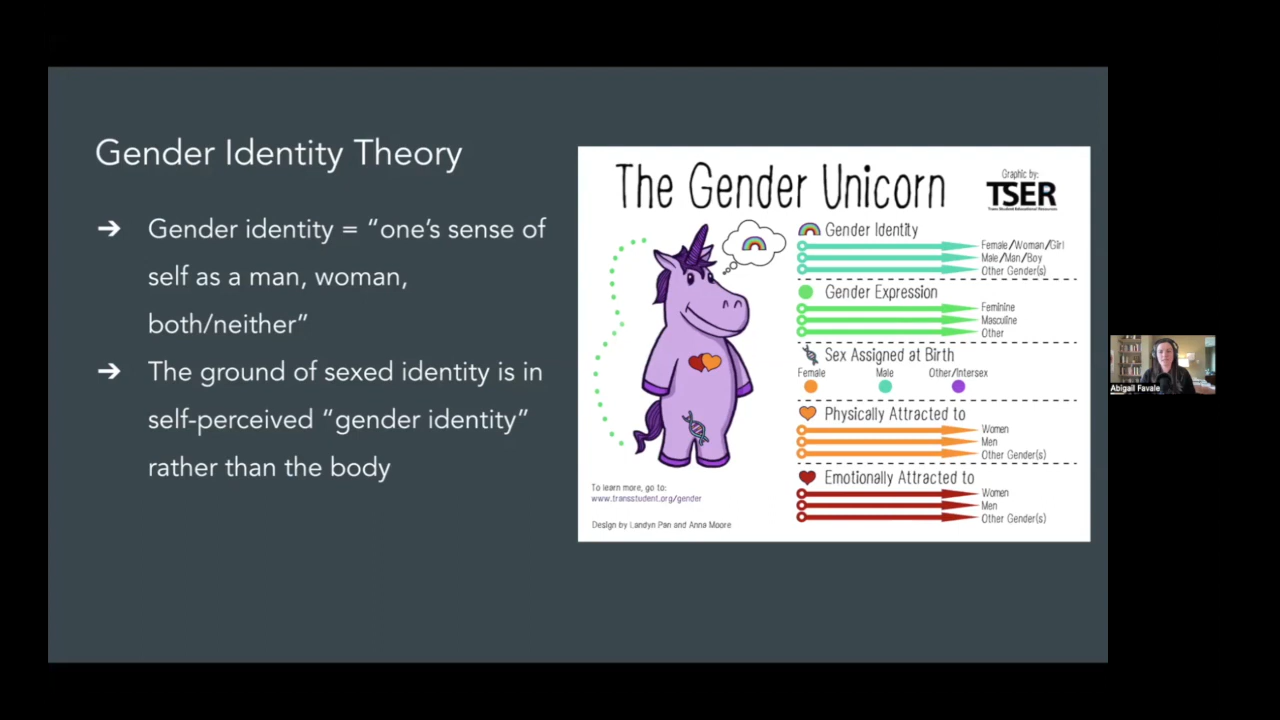 Gender Identity Theory
➔ Gender identity = “one’s sense of
self as a man, woman,
both/neither”
➔ The ground of sexed identity is in
self-perceived “gender identity”
rather than the body
The Gender Unicorn
Graphic by:
TSER
Trans Student Educational Resources
Gender Identity
Female/Woman/Girl
Male/Man/Boy
Other Gender(s)
Gender Expression
Feminine
Masculine
Other
Sex Assigned at Birth
Female Male Other/Intersex
Physically Attracted to
Women
Men
Other Gender(s)
Emotionally Attracted to
Women
Men
Other Gender(s)
To learn more, go to:
www.transstudent.org/gender
Design by Landyn Pan and Anna Moore
Abigail Favale